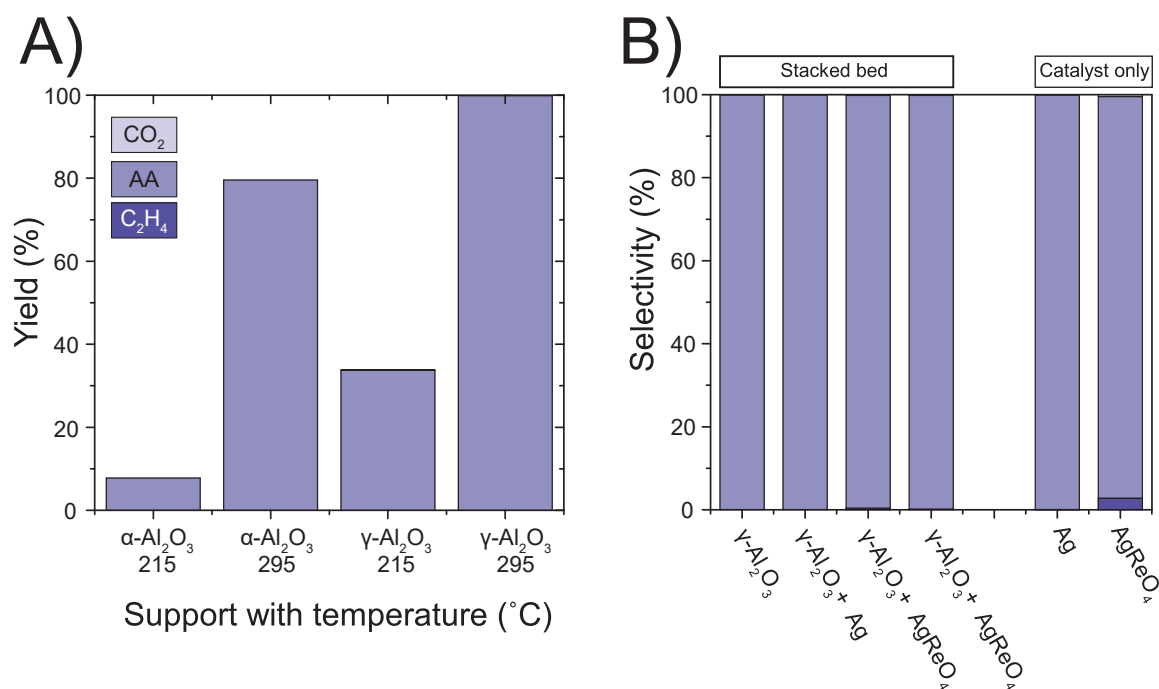 A)
100
80
60
40
20
0
Yield (%)
CO₂
AA
C₂H₄
α-Al₂O₃
215
α-Al₂O₃
295
γ-Al₂O₃
215
γ-Al₂O₃
295
Support with temperature (˚C)
B)
Stacked bed
Catalyst only
100
80
60
40
20
0
Selectivity (%)
γ-Al₂O₃
γ-Al₂O₃+ Ag
γ-Al₂O₃+ AgReO₄
γ-Al₂O₃+ AgReO₄
Ag
AgReO₄